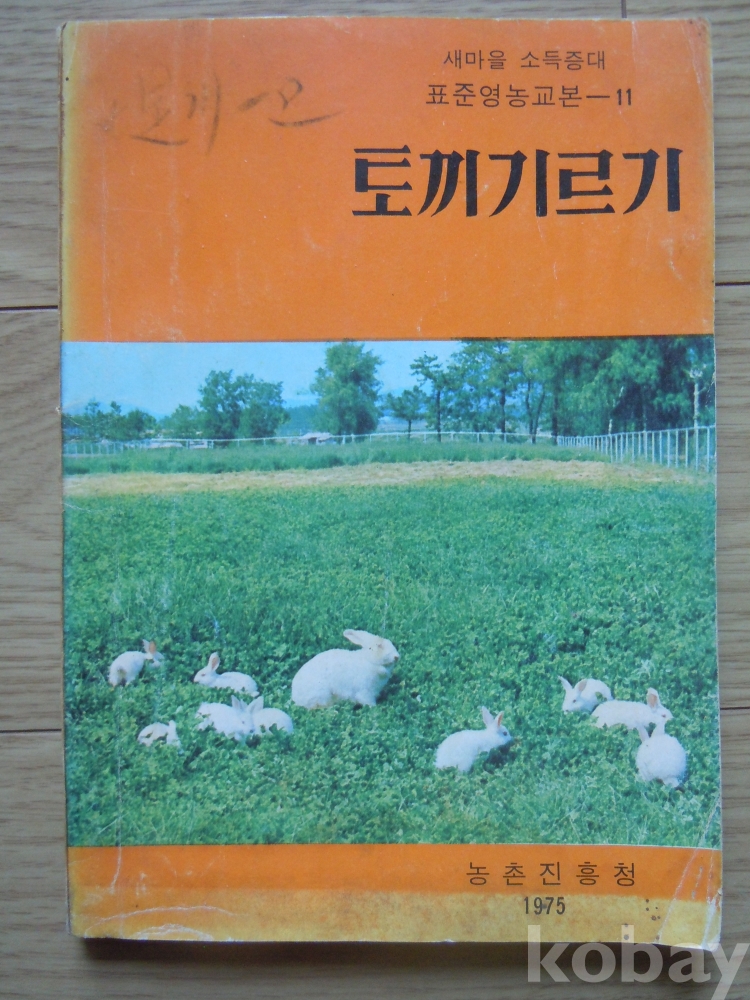 새마을 소득증대
표준영농교본—11
토끼기르기
농촌진흥청
1975
kobay